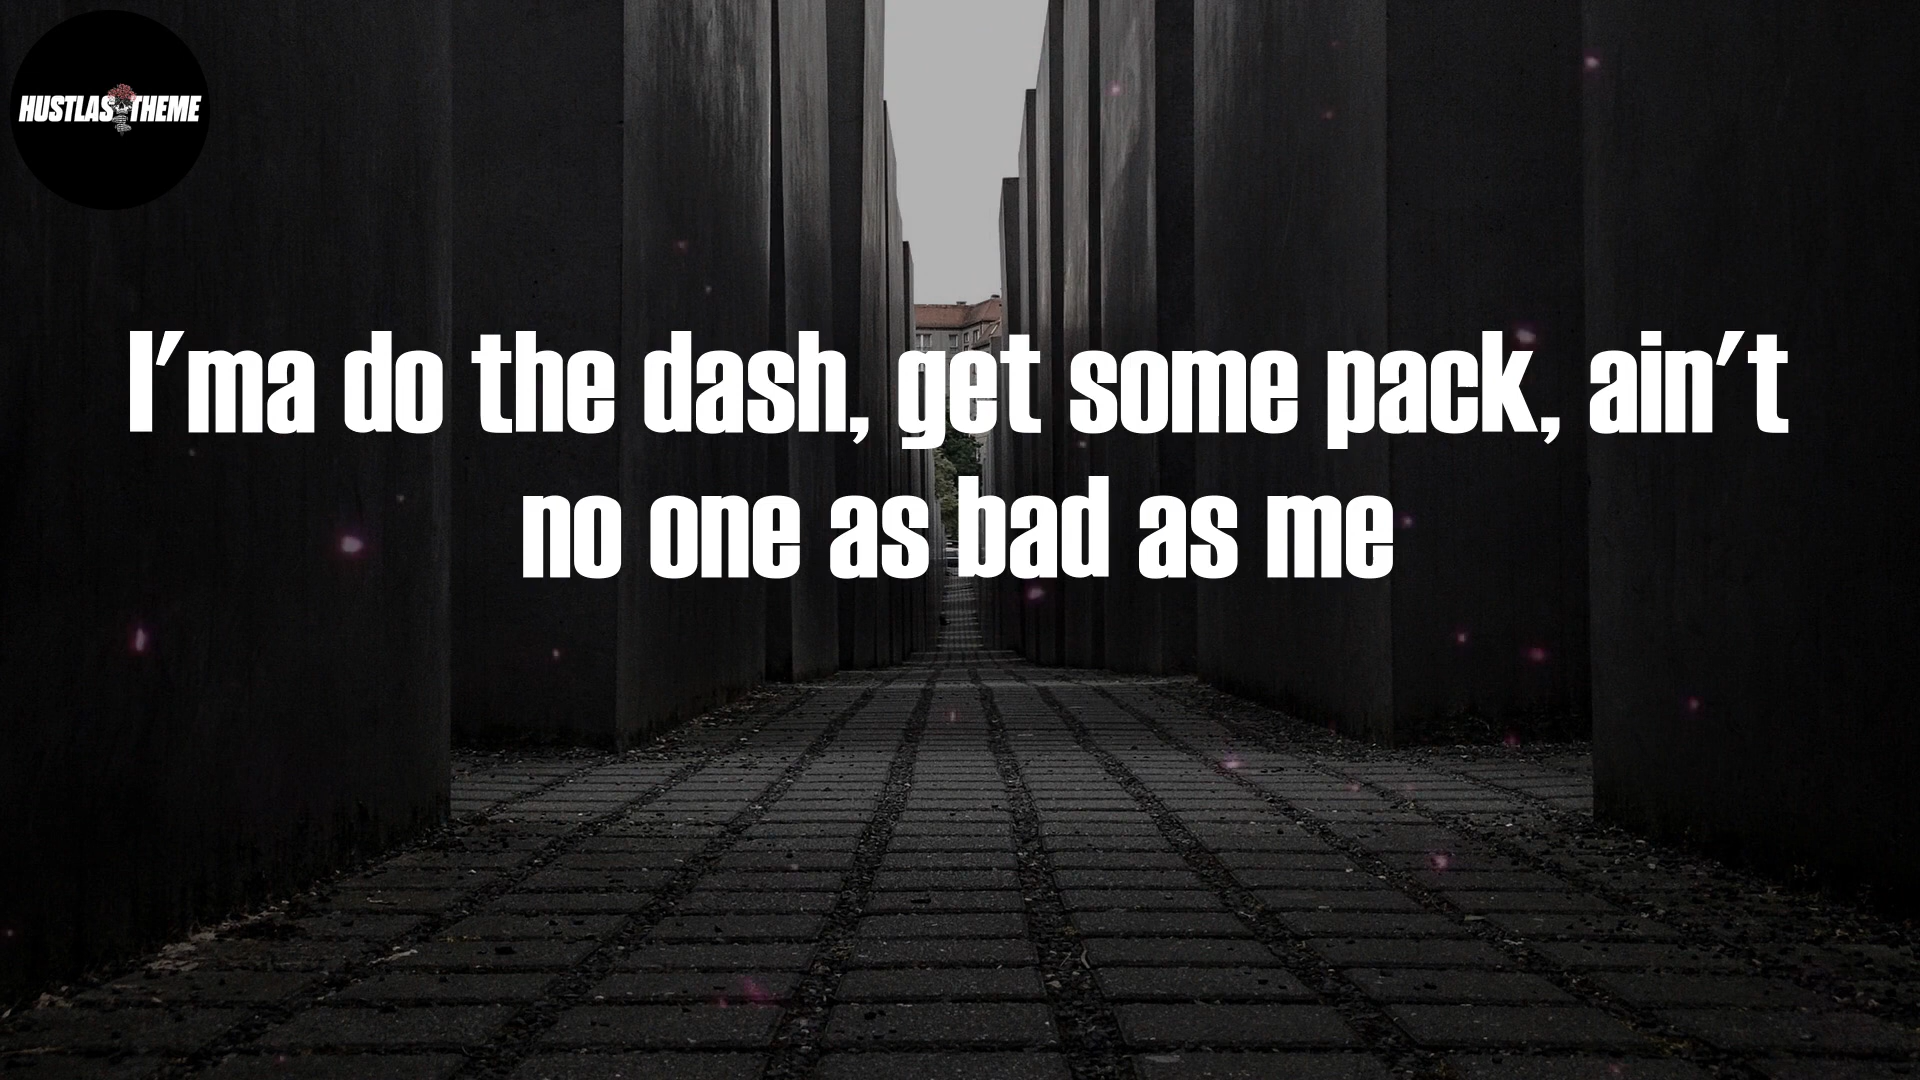 HUSTLAS THEME
I'ma do the dash, get some pack, ain't
no one as bad as me